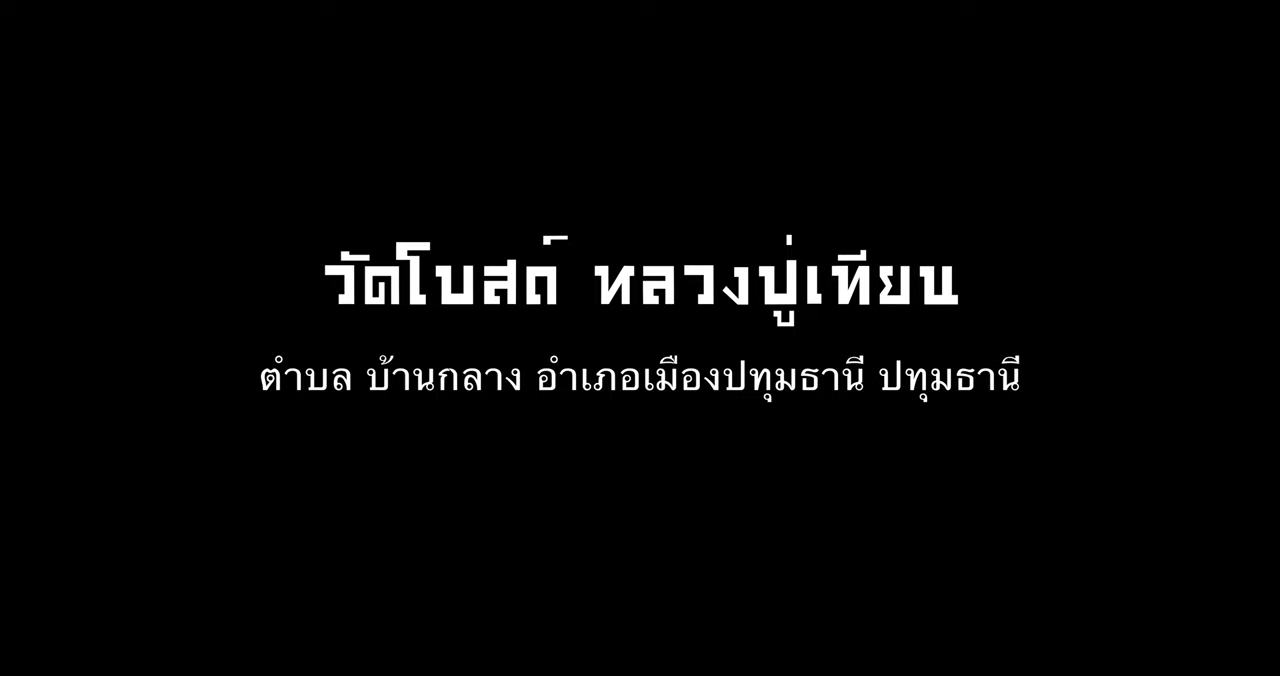 วัดโบสถ์ หลวงปู่เทียน
ตำบล บ้านกลาง อำเภอเมืองปทุมธานี ปทุมธานี